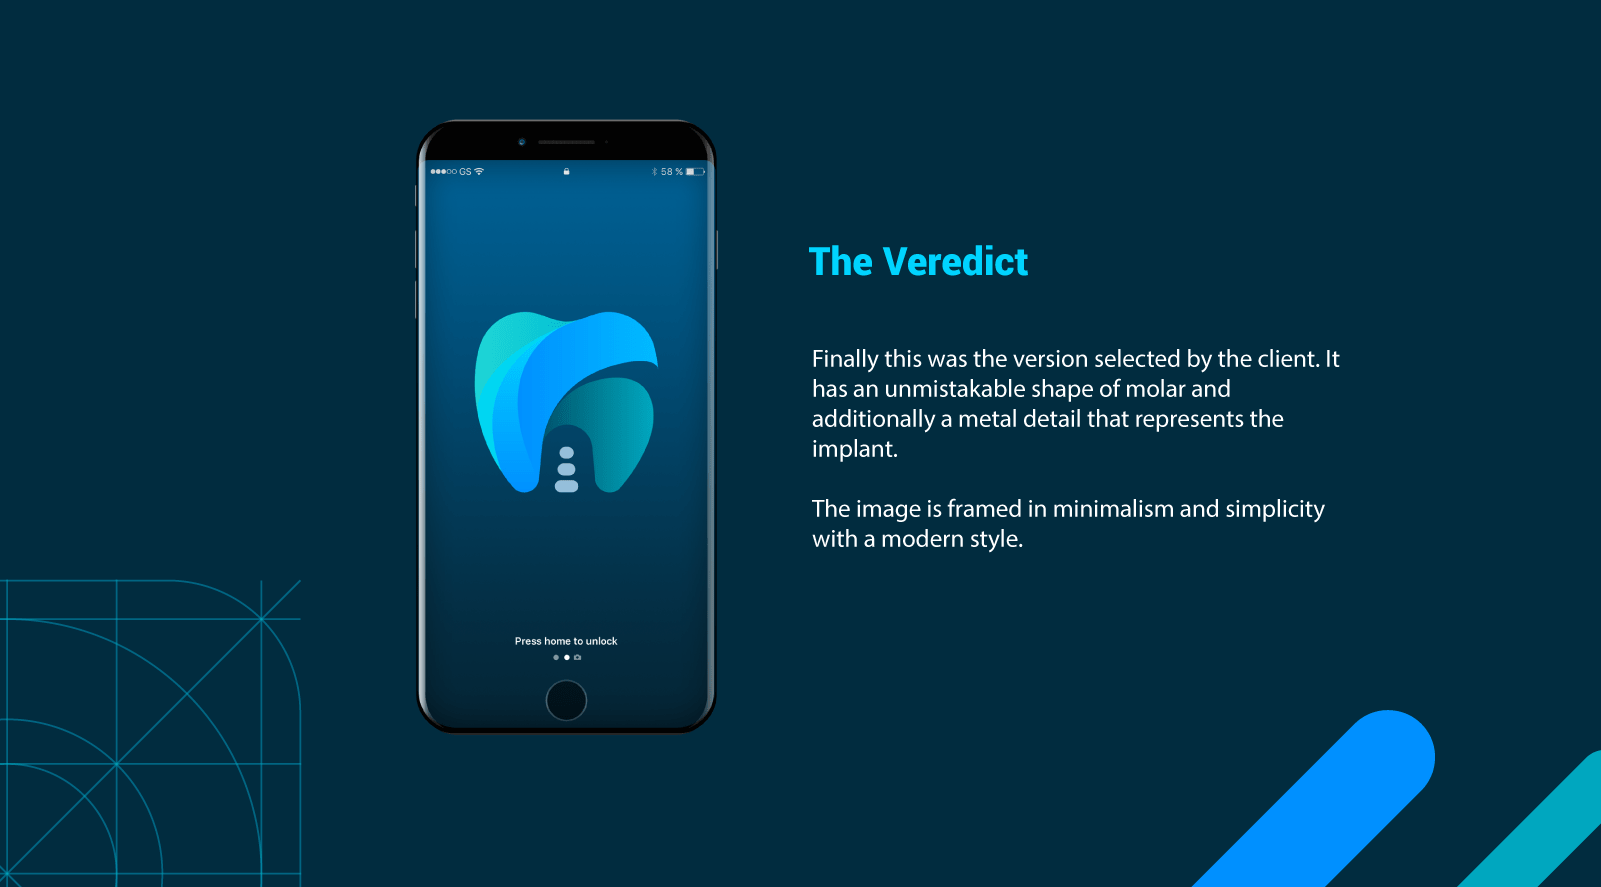 GS
58 %
The Veredict
Finally this was the version selected by the client. It
has an unmistakable shape of molar and
additionally a metal detail that represents the
implant.
The image is framed in minimalism and simplicity
with a modern style.
Press home to unlock